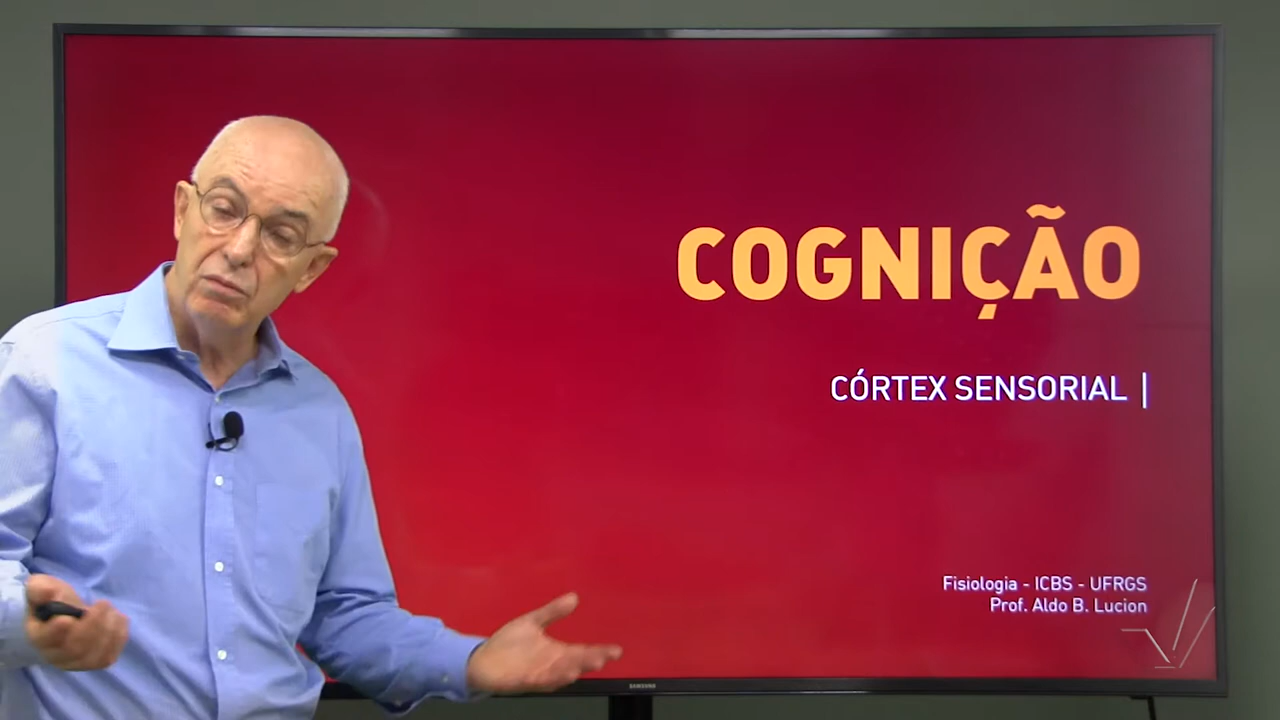 COGNIÇÃO
CÓRTEX SENSORIAL |
Fisiologia - ICBS - UFRGS
Prof. Aldo B. Lucion
SAMSUNG